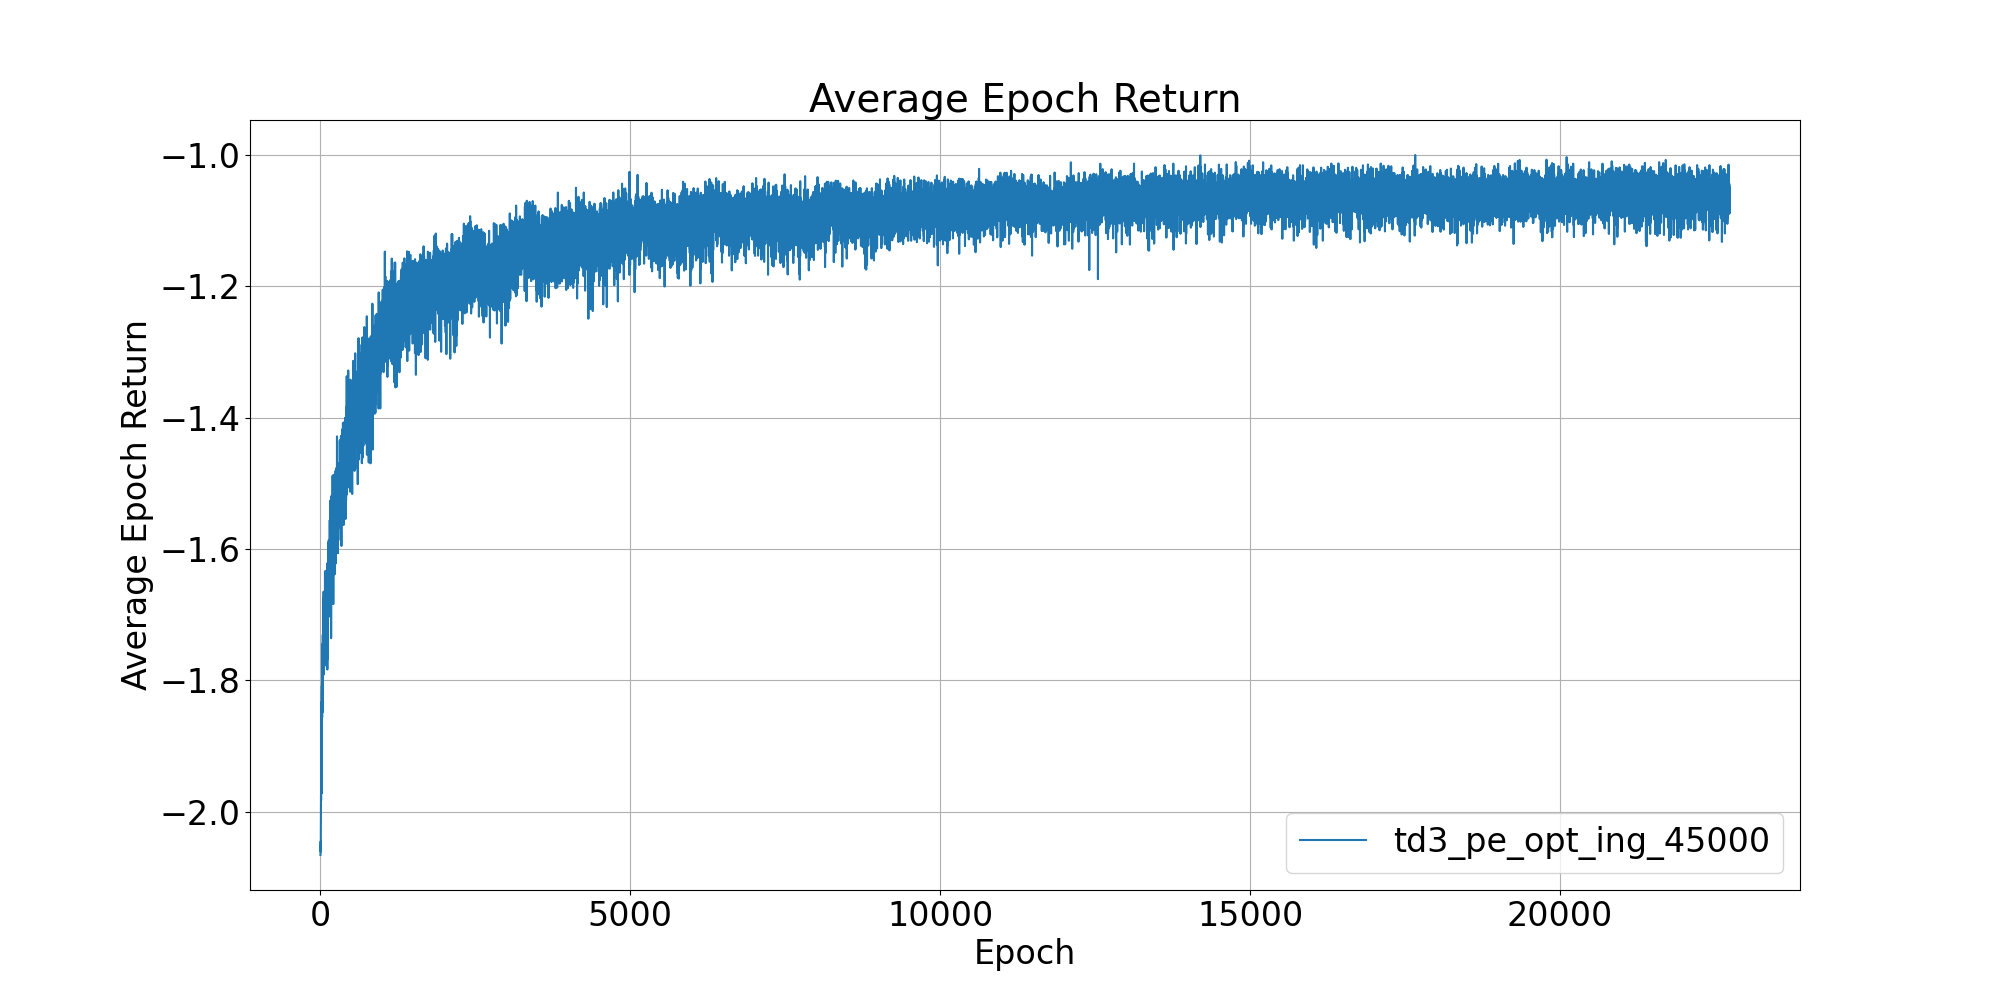 Average Epoch Return
−1.0
−1.2
−1.4
−1.6
−1.8
−2.0
Average Epoch Return
0 5000 10000 15000 20000
Epoch
td3_pe_opt_ing_45000